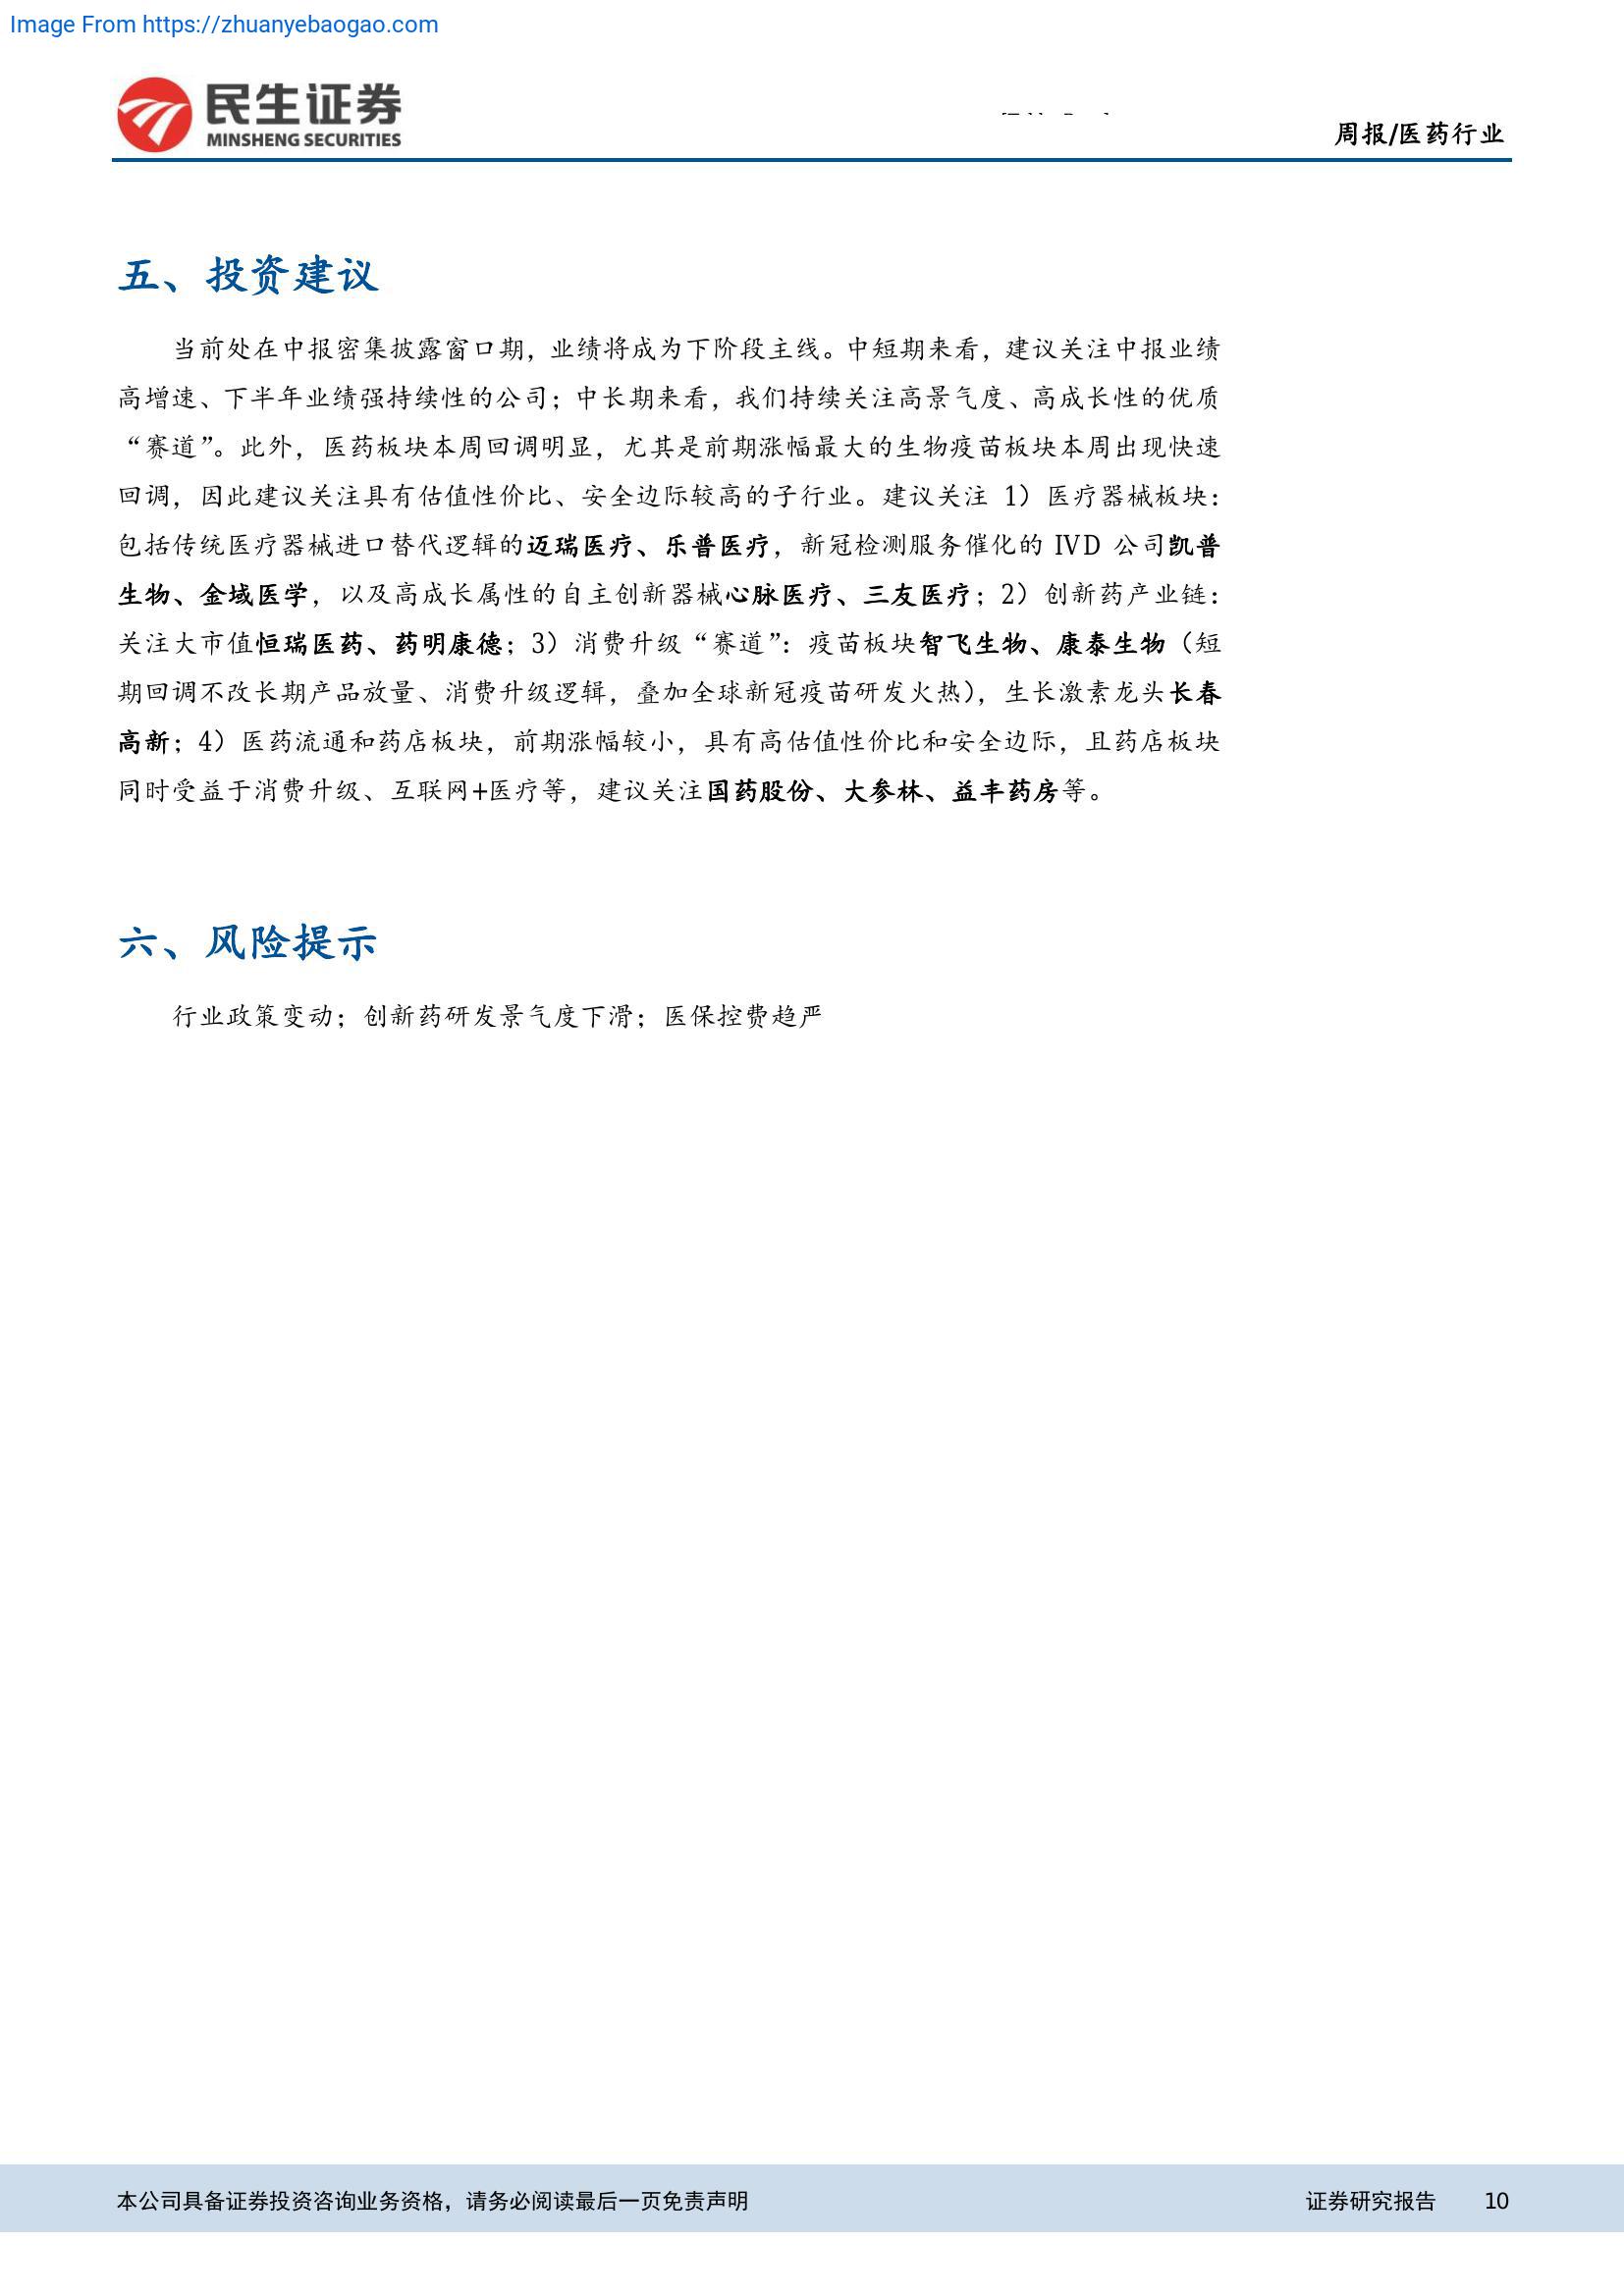 Image From https://zhuanyebaogao.com
民生证券
MINSHENG SECURITIES
周报/医药行业
五、投资建议
当前处在中报密集披露窗口期，业绩将成为下阶段主线。中短期来看，建议关注中报业绩
高增速、下半年业绩强持续性的公司；中长期来看，我们持续关注高景气度、高成长性的优质
“赛道”。此外，医药板块本周回调明显，尤其是前期涨幅最大的生物疫苗板块本周出现快速
回调，因此建议关注具有估值性价比、安全边际较高的子行业。建议关注 1）医疗器械板块：
包括传统医疗器械进口替代逻辑的迈瑞医疗、乐普医疗，新冠检测服务催化的 IVD 公司凯普
生物、金域医学，以及高成长属性的自主创新器械心脉医疗、三友医疗；2）创新药产业链：
关注大市值恒瑞医药、药明康德；3）消费升级“赛道”：疫苗板块智飞生物、康泰生物（短
期回调不改长期产品放量、消费升级逻辑，叠加全球新冠疫苗研发火热），生长激素龙头长春
高新；4）医药流通和药店板块，前期涨幅较小，具有高估值性价比和安全边际，且药店板块
同时受益于消费升级、互联网+医疗等，建议关注国药股份、大参林、益丰药房等。
六、风险提示
行业政策变动；创新药研发景气度下滑；医保控费趋严
本公司具备证券投资咨询业务资格，请务必阅读最后一页免责声明
证券研究报告 10